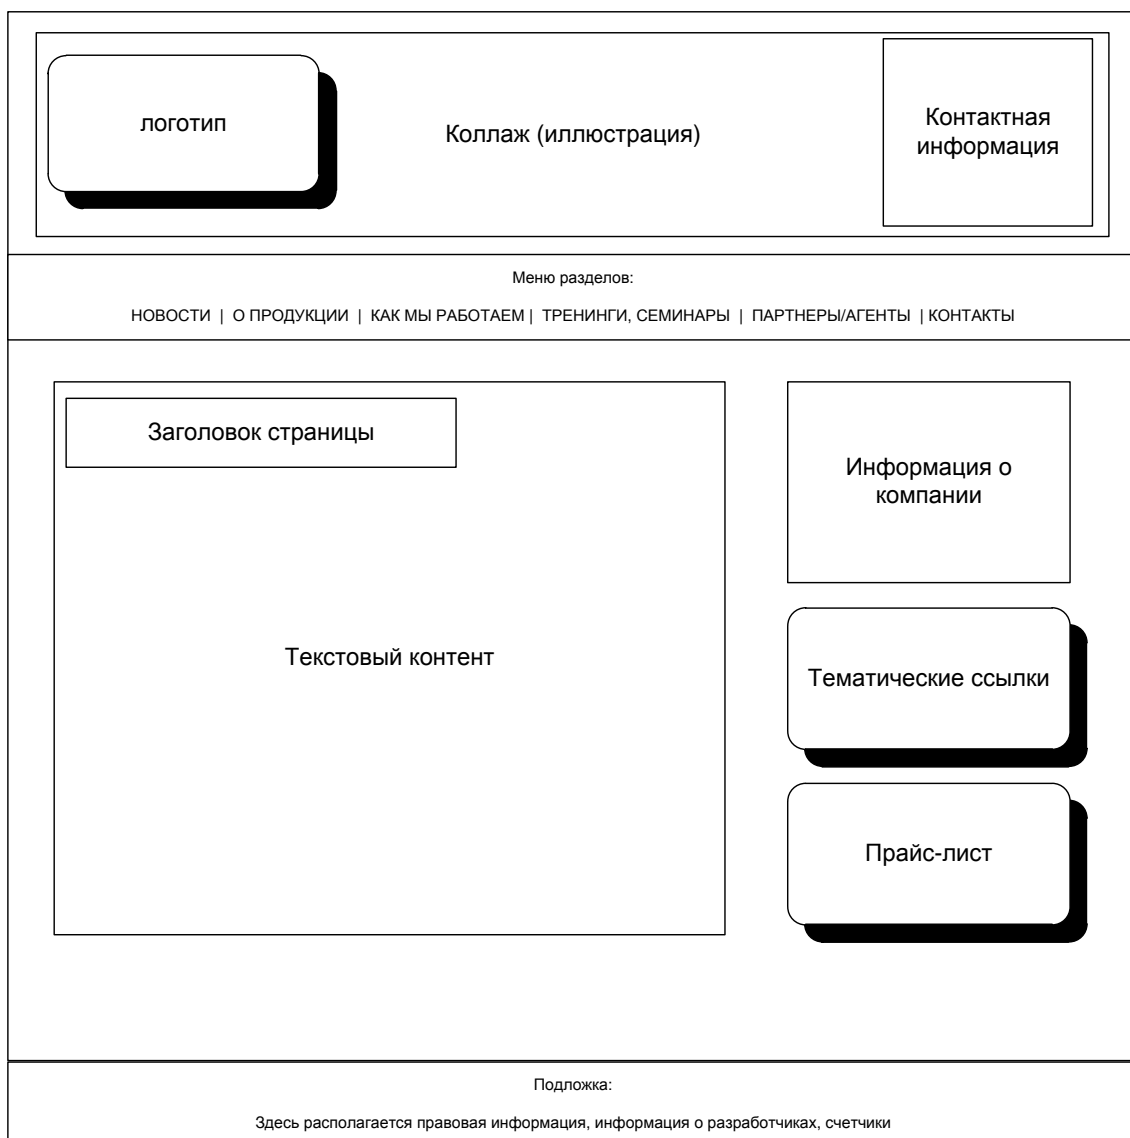 логотип
Коллаж (иллюстрация)
Контактная
информация
Меню разделов:
НОВОСТИ | О ПРОДУКЦИИ | КАК МЫ РАБОТАЕМ | ТРЕНИНГИ, СЕМИНАРЫ | ПАРТНЕРЫ/АГЕНТЫ | КОНТАКТЫ
Заголовок страницы
Текстовый контент
Информация о
компании
Тематические ссылки
Прайс-лист
Подложка:
Здесь располагается правовая информация, информация о разработчиках, счетчики